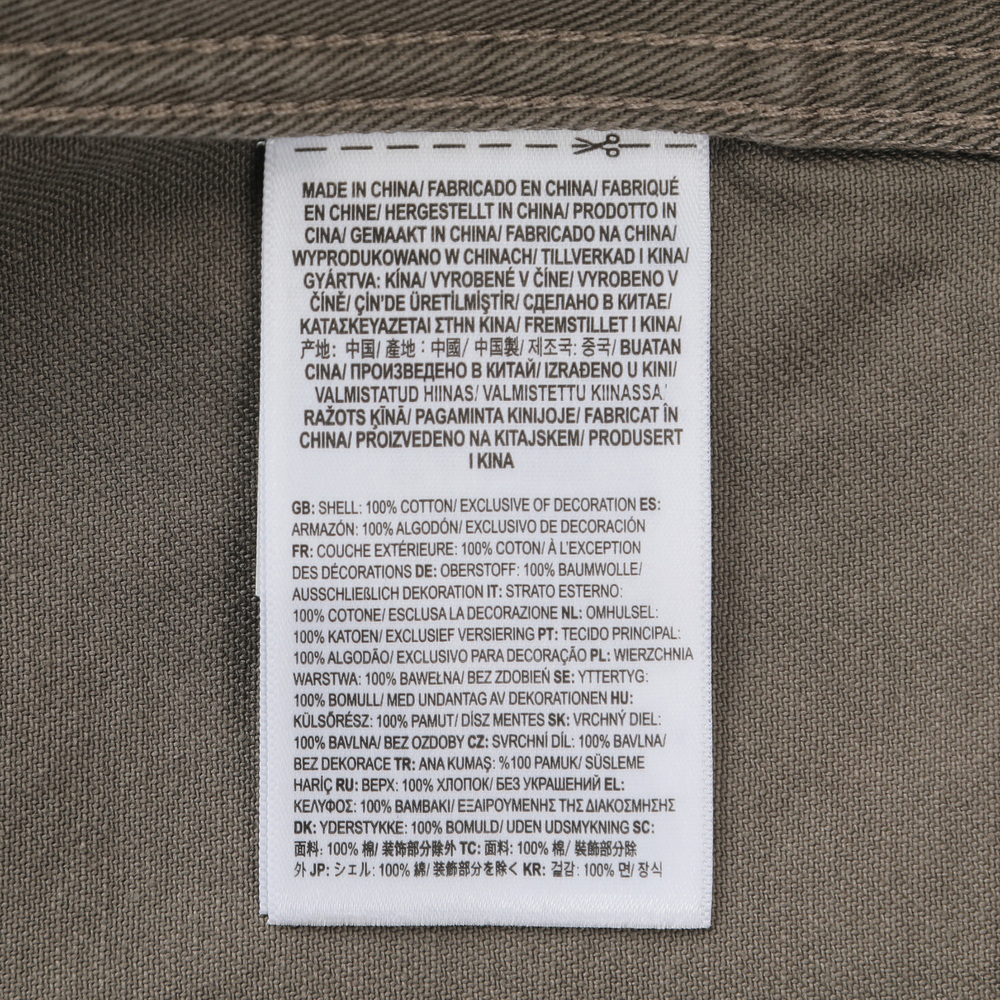 MADE IN CHINA/ FABRICADO EN CHINA/ FABRIQUÉ
EN CHINE/ HERGESTELLT IN CHINA/ PRODOTTO IN
CINA/ GEMAAKT IN CHINA/ FABRICADO NA CHINA/
WYPRODUKOWANO W CHINACH/ TILLVERKAD I KINA/
GYÁRTVA: KÍNA/ VYROBENÉ V ČÍNE/ VYROBENO V
ČÍNĚ/ ÇİN'DE ÜRETİLMİŞTİR/ СДЕЛАНО В КИТАЕ/
ΚΑΤΑΣΚΕΥΑΖΕΤΑΙ ΣΤΗΝ ΚΙΝΑ/ FREMSTILLET I KINA/
产地: 中国/ 產地：中國/ 中国製/ 제조국: 중국/ BUATAN
CINA/ ПРОИЗВЕДЕНО В КИТАЙ/ IZRAĐENO U KINI/
VALMISTATUD HIINAS/ VALMISTETTU KIINASSA/
RAŽOTS ĶĪNĀ/ PAGAMINTA KINIJOJE/ FABRICAT ÎN
CHINA/ PROIZVEDENO NA KITAJSKEM/ PRODUSERT
I KINA
GB: SHELL: 100% COTTON/ EXCLUSIVE OF DECORATION ES:
ARMAZÓN: 100% ALGODÓN/ EXCLUSIVO DE DECORACIÓN
FR: COUCHE EXTÉRIEURE: 100% COTON/ À L'EXCEPTION
DES DÉCORATIONS DE: OBERSTOFF: 100% BAUMWOLLE/
AUSSCHLIEßLICH DEKORATION IT: STRATO ESTERNO:
100% COTONE/ ESCLUSA LA DECORAZIONE NL: OMHULSEL:
100% KATOEN/ EXCLUSIEF VERSIERING PT: TECIDO PRINCIPAL:
100% ALGODÃO/ EXCLUSIVO PARA DECORAÇÃO PL: WIERZCHNIA
WARSTWA: 100% BAWEŁNA/ BEZ ZDOBIEŃ SE: YTTERTYG:
100% BOMULL/ MED UNDANTAG AV DEKORATIONEN HU:
KÜLSŐRÉSZ: 100% PAMUT/ DÍSZ MENTES SK: VRCHNÝ DIEL:
100% BAVLNA/ BEZ OZDOBY CZ: SVRCHNÍ DÍL: 100% BAVLNA/
BEZ DEKORACE TR: ANA KUMAŞ: %100 PAMUK/ SÜSLEME
HARİÇ RU: ВЕРХ: 100% ХЛОПОК/ БЕЗ УКРАШЕНИЙ EL:
ΚΕΛΥΦΟΣ: 100% ΒΑΜΒΑΚΙ/ ΕΞΑΙΡΟΥΜΕΝΗΣ ΤΗΣ ΔΙΑΚΟΣΜΗΣΗΣ
DK: YDERSTYKKE: 100% BOMULD/ UDEN UDSMYKNING SC:
面料: 100% 棉/ 装饰部分除外 TC: 面料: 100% 棉/ 裝飾部分除
外 JP: シェル: 100% 綿/ 装飾部分を除く KR: 겉감: 100% 면/ 장식